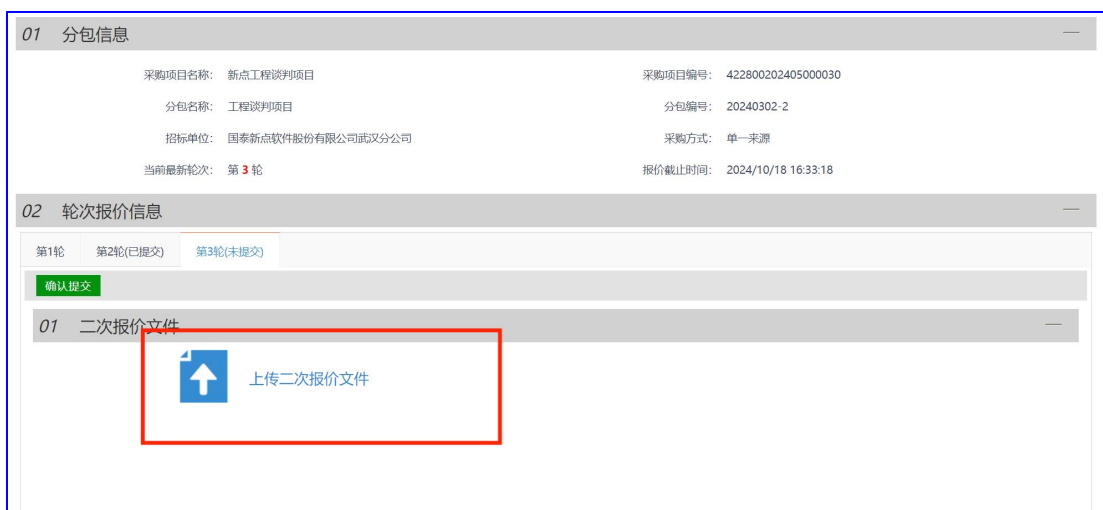 01 分包信息
采购项目名称: 新点工程谈判项目 采购项目编号: 422800202405000030
分包名称: 工程谈判项目 分包编号: 20240302-2
招标单位: 国泰新点软件股份有限公司武汉分公司 采购方式: 单一来源
当前最新轮次: 第 3 轮 报价截止时间: 2024/10/18 16:33:18
02 轮次报价信息
第1轮 第2轮(已提交) 第3轮(未提交)
确认提交
01 二次报价文件
上传二次报价文件